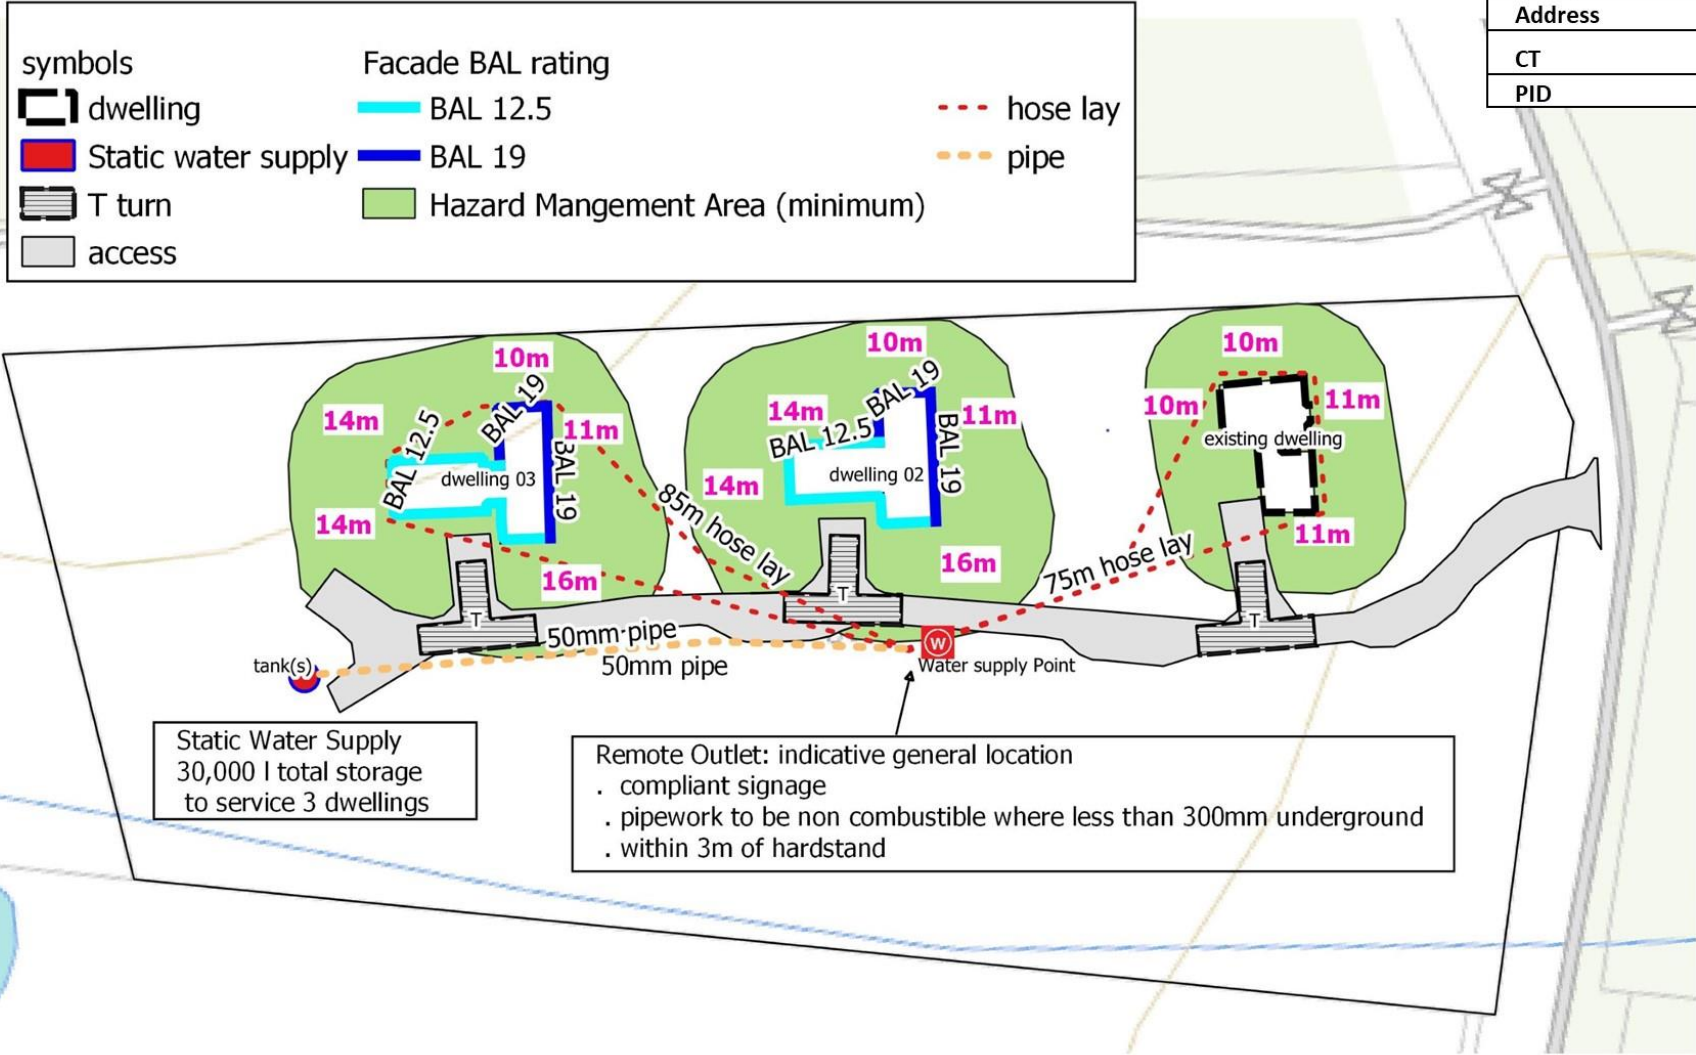 Address
CT
PID
symbols
Facade BAL rating
dwelling
BAL 12.5
hose lay
Static water supply
BAL 19
pipe
T turn
Hazard Mangement Area (minimum)
access
10m
BAL 19
14m
BAL 12.5
11m
BAL 19
dwelling 03
14m
16m
T
10m
BAL 19
14m
BAL 12.5
11m
BAL 19
dwelling 02
14m
16m
T
85m hose lay
10m
10m
11m
existing dwelling
11m
75m hose lay
T
50mm pipe
50mm pipe
tank(s)
W
Water supply Point
Static Water Supply
30,000 l total storage
to service 3 dwellings
Remote Outlet: indicative general location
. compliant signage
. pipework to be non combustible where less than 300mm underground
. within 3m of hardstand